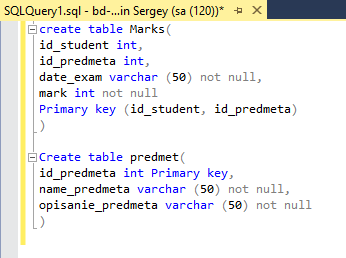 SQLQuery1.sql - bd-...in Sergey (sa (120))*
create table Marks(
id_student int,
id_predmeta int,
date_exam varchar (50) not null,
mark int not null
Primary key (id_student, id_predmeta)
)
Create table predmet(
id_predmeta int Primary key,
name_predmeta varchar (50) not null,
opisanie_predmeta varchar (50) not null
)